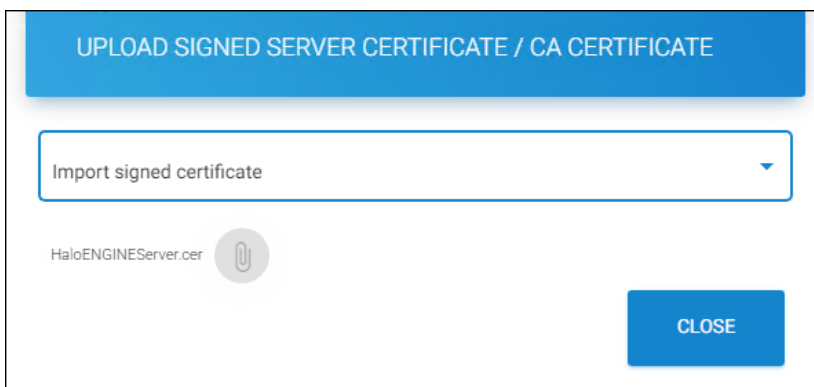 UPLOAD SIGNED SERVER CERTIFICATE / CA CERTIFICATE
Import signed certificate
HaloENGINEServer.cer
CLOSE